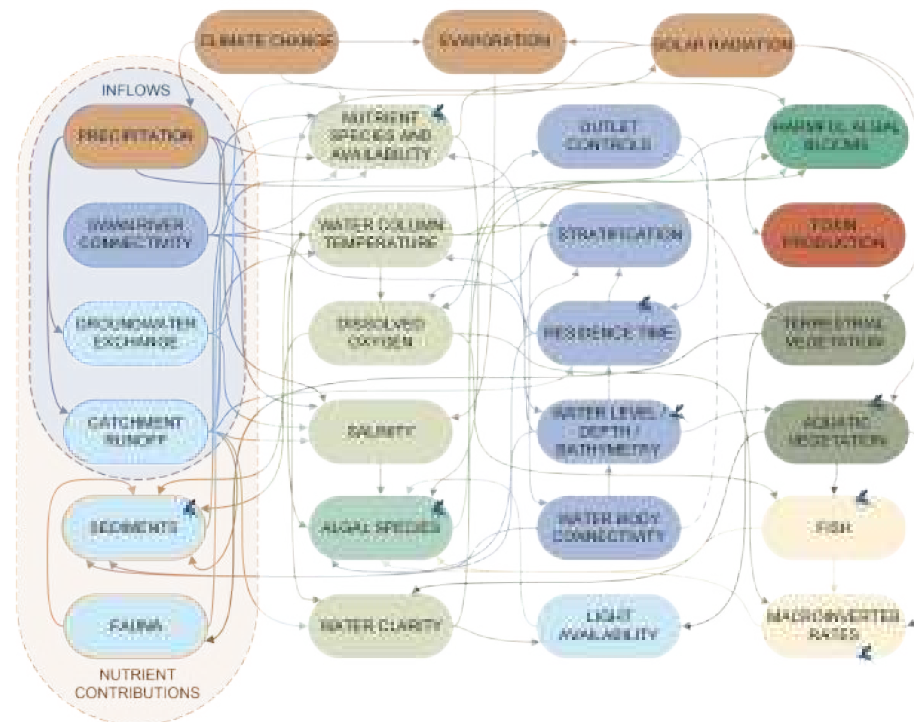 CLIMATE CHANGE
EVAPORATION
SOLAR RADIATION
INFLOWS
PRECIPITATION
NUTRIENT
SPECIES AND
AVAILABILITY
OUTLET
CONTROLS
HARMFUL ALGAL
BLOOMS
SWAN RIVER
CONNECTIVITY
WATER COLUMN
TEMPERATURE
STRATIFICATION
TOXIN
PRODUCTION
GROUNDWATER
EXCHANGE
DISSOLVED
OXYGEN
RESIDENCE TIME
TERRESTRIAL
VEGETATION
CATCHMENT
RUNOFF
SALINITY
WATER LEVEL /
DEPTH /
BATHYMETRY
AQUATIC
VEGETATION
SEDIMENTS
ALGAL SPECIES
WATER BODY
CONNECTIVITY
FISH
FAUNA
WATER CLARITY
LIGHT
AVAILABILITY
MACROINVERTEB
RATES
NUTRIENT
CONTRIBUTIONS